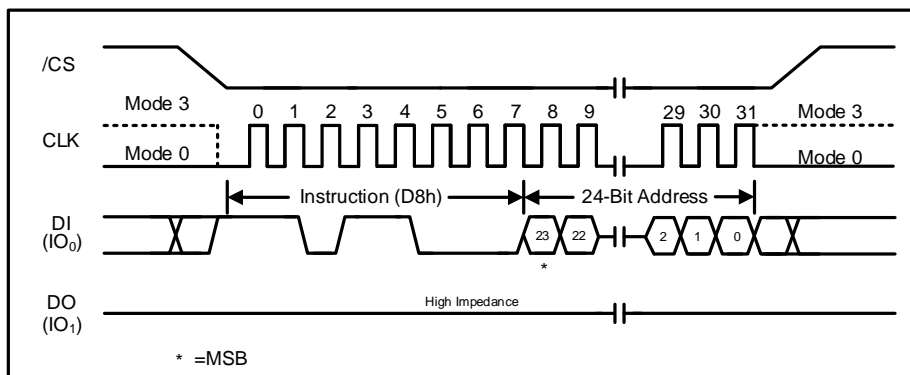 /CS
Mode 3
0 1 2 3 4 5 6 7 8 9 29 30 31
Mode 3
CLK
Mode 0
Mode 0
Instruction (D8h)
24-Bit Address
DI
(IO₀)
23 22 2 1 0
*
DO
(IO₁)
High Impedance
* =MSB